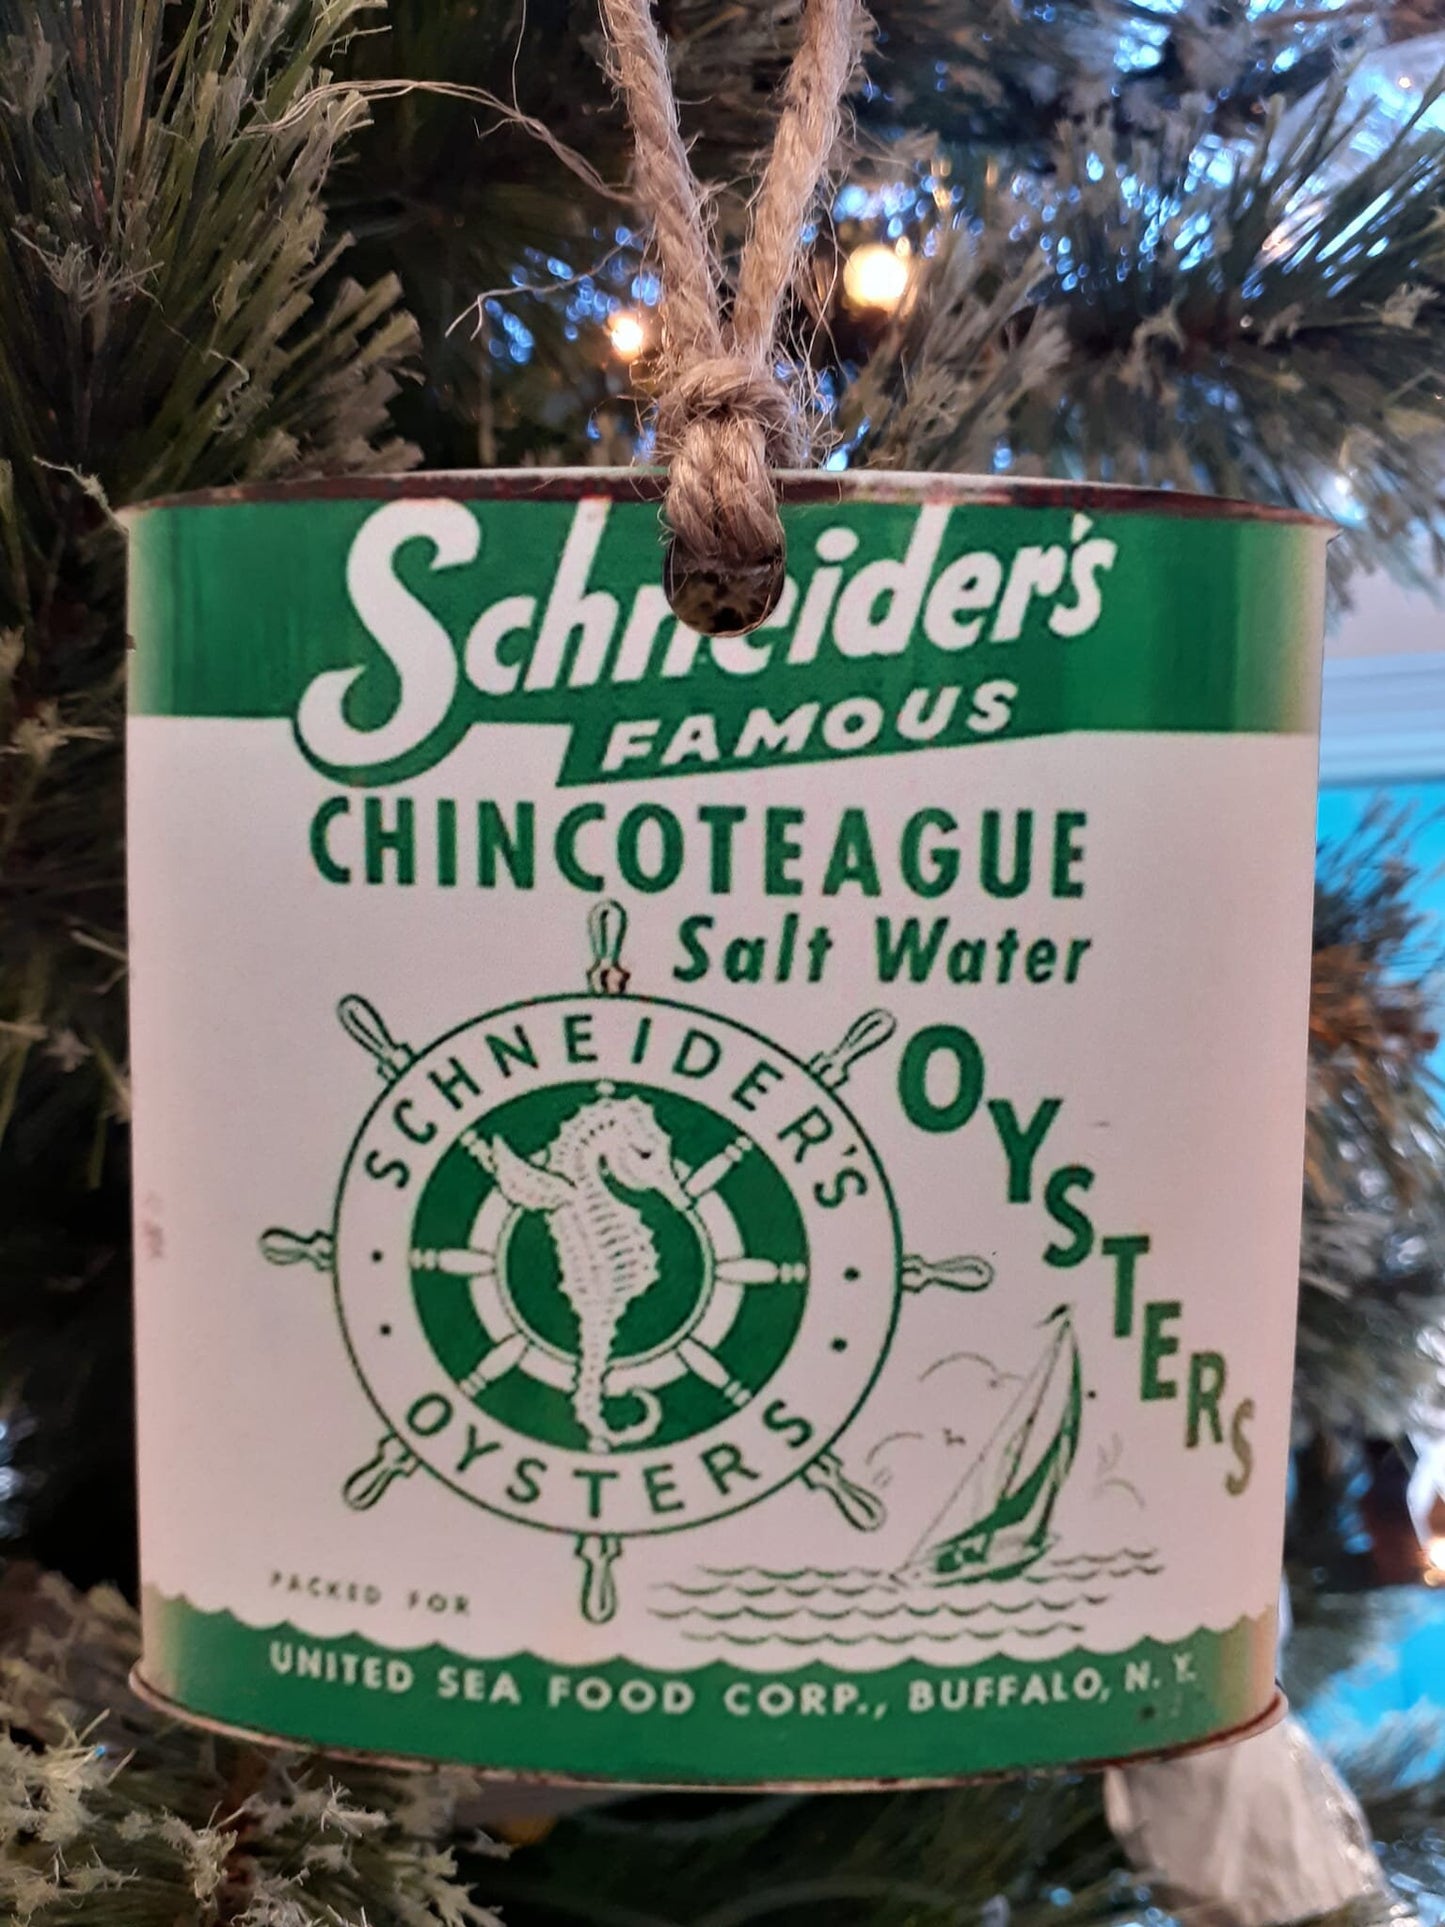 Schneider's
FAMOUS
CHINCOTEAGUE
Salt Water
OYSTERS
SCHNEIDER'S
OYSTERS
PACKED FOR
UNITED SEA FOOD CORP., BUFFALO, N. Y.